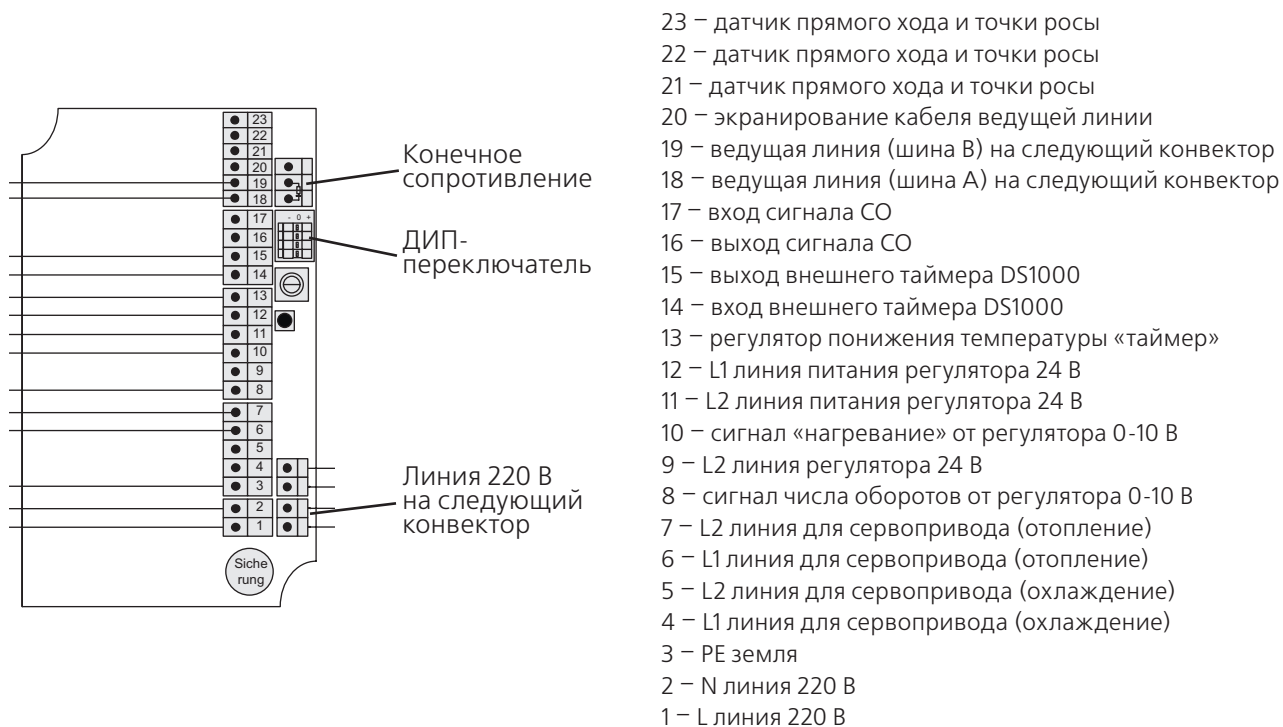 23
22
21
20
19
18
17
16
15
14
13
12
11
10
9
8
7
6
5
4
3
2
1
- 0 +
Siche
rung
Конечное
сопротивление
ДИП-
переключатель
Линия 220 В
на следующий
конвектор
23 – датчик прямого хода и точки росы
22 – датчик прямого хода и точки росы
21 – датчик прямого хода и точки росы
20 – экранирование кабеля ведущей линии
19 – ведущая линия (шина B) на следующий конвектор
18 – ведущая линия (шина A) на следующий конвектор
17 – вход сигнала CO
16 – выход сигнала CO
15 – выход внешнего таймера DS1000
14 – вход внешнего таймера DS1000
13 – регулятор понижения температуры «таймер»
12 – L1 линия питания регулятора 24 В
11 – L2 линия питания регулятора 24 В
10 – сигнал «нагревание» от регулятора 0-10 В
9 – L2 линия регулятора 24 В
8 – сигнал числа оборотов от регулятора 0-10 В
7 – L2 линия для сервопривода (отопление)
6 – L1 линия для сервопривода (отопление)
5 – L2 линия для сервопривода (охлаждение)
4 – L1 линия для сервопривода (охлаждение)
3 – PE земля
2 – N линия 220 В
1 – L линия 220 В